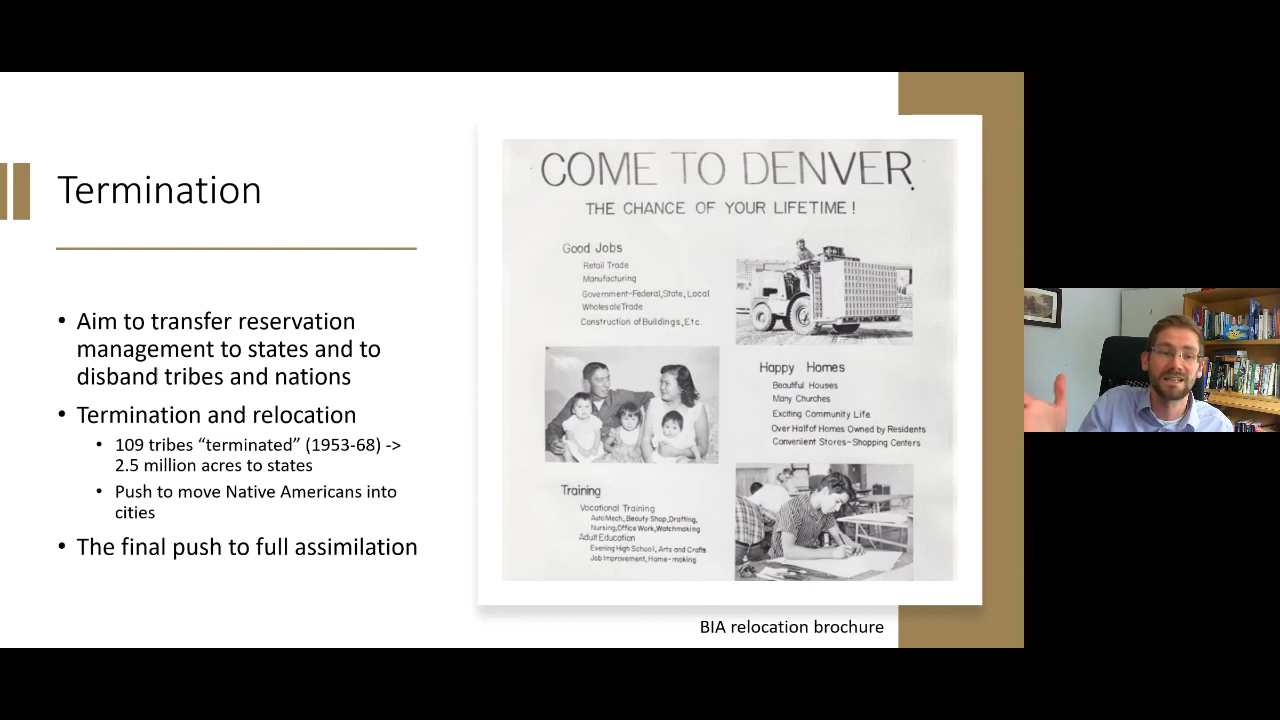 Termination
• Aim to transfer reservation
management to states and to
disband tribes and nations
• Termination and relocation
• 109 tribes “terminated” (1953-68) ->
2.5 million acres to states
• Push to move Native Americans into
cities
• The final push to full assimilation
COME TO DENVER
THE CHANCE OF YOUR LIFETIME!
Good Jobs
Retail Trade
Manufacturing
Government-Federal, State, Local
Wholesale Trade
Construction of Buildings, Etc.
Happy Homes
Beautiful Houses
Many Churches
Exciting Community Life.
Over Half of Homes Owned by Residents
Convenient Stores-Shopping Centers
Training
Vocational Training
Auto Mech., Beauty Shop, Drafting,
Nursing, Office Work, Watchmaking
Adult Education
Evening High School, Arts and Crafts
Job Improvement, Home-making
BIA relocation brochure